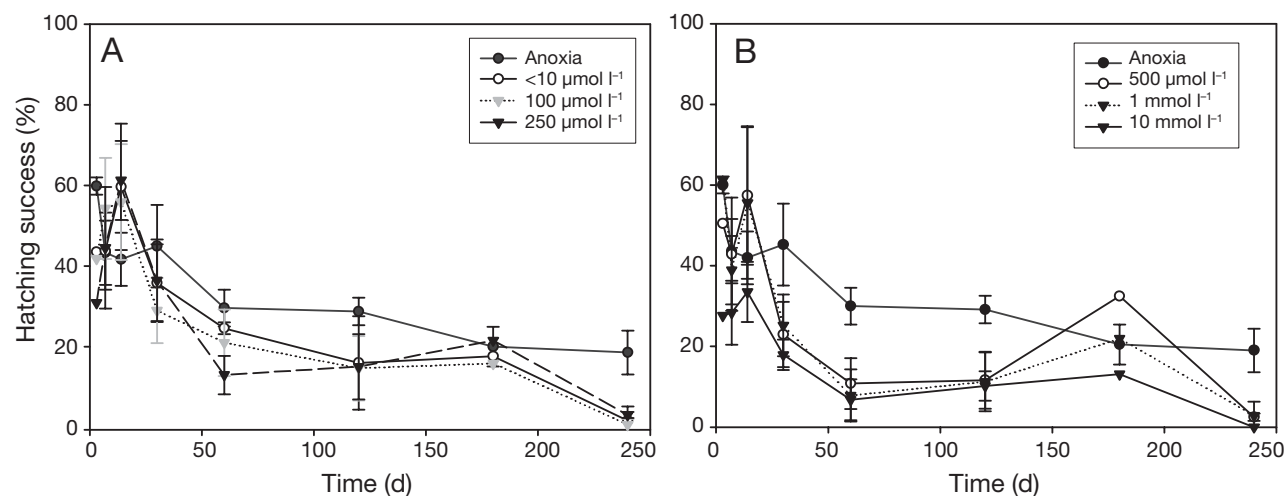 Hatching success (%)
100
80
60
40
20
0
A
Anoxia
<10 µmol l⁻¹
100 µmol l⁻¹
250 µmol l⁻¹
0 50 100 150 200 250
Time (d)
100
80
60
40
20
0
B
Anoxia
500 µmol l⁻¹
1 mmol l⁻¹
10 mmol l⁻¹
0 50 100 150 200 250
Time (d)